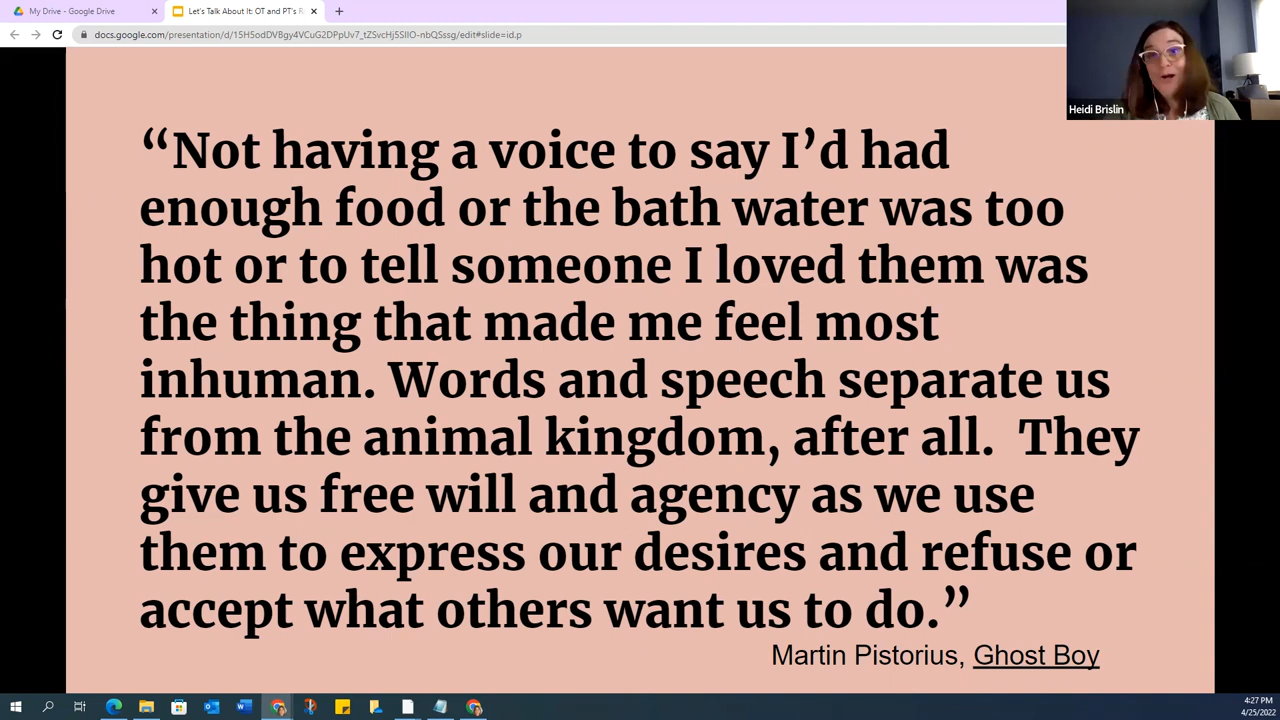 My Drive - Google Drive
Let's Talk About It: OT and PT's R
docs.google.com/presentation/d/15H5odDVBgy4VCuG2DPpUv7_tZSvcHj5SIIO-nbQSssg/edit#slide=id.p
Heidi Brislin
“Not having a voice to say I’d had
enough food or the bath water was too
hot or to tell someone I loved them was
the thing that made me feel most
inhuman. Words and speech separate us
from the animal kingdom, after all.  They
give us free will and agency as we use
them to express our desires and refuse or
accept what others want us to do.”
Martin Pistorius, Ghost Boy
4:27 PM
4/25/2022